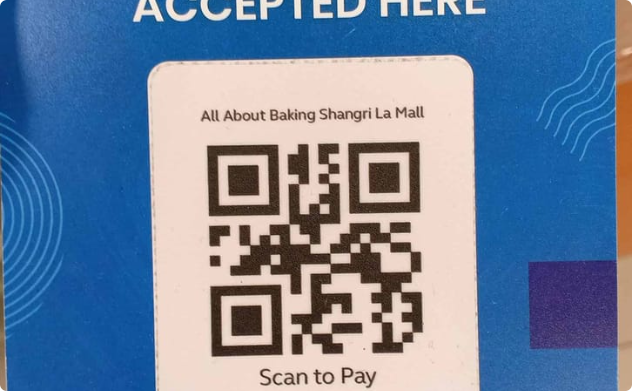 ACCEPTED HERE
All About Baking Shangri La Mall
Scan to Pay